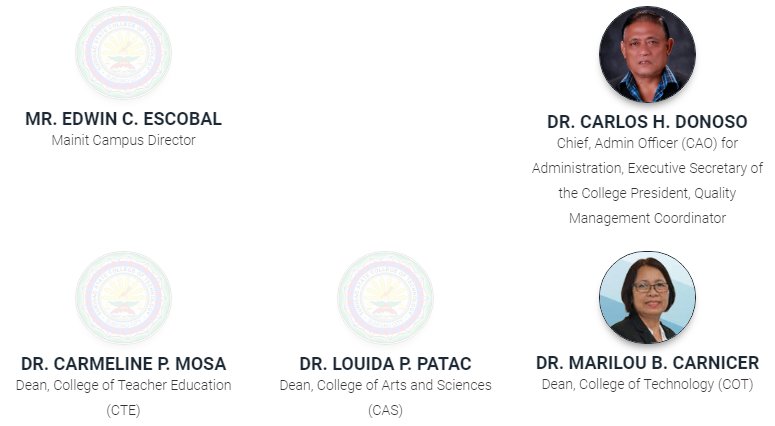 MR. EDWIN C. ESCOBAL
Mainit Campus Director
DR. CARLOS H. DONOSO
Chief, Admin Officer (CAO) for
Administration, Executive Secretary of
the College President, Quality
Management Coordinator
DR. CARMELINE P. MOSA
Dean, College of Teacher Education
(CTE)
DR. LOUIDA P. PATAC
Dean, College of Arts and Sciences
(CAS)
DR. MARILOU B. CARNICER
Dean, College of Technology (COT)